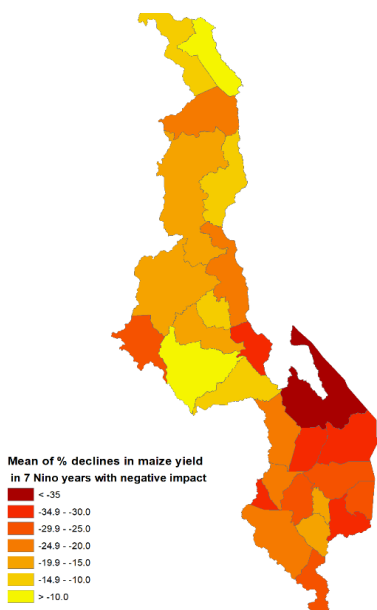 Mean of % declines in maize yield
in 7 Nino years with negative impact
< -35
-34.9 - -30.0
-29.9 - -25.0
-24.9 - -20.0
-19.9 - -15.0
-14.9 - -10.0
> -10.0